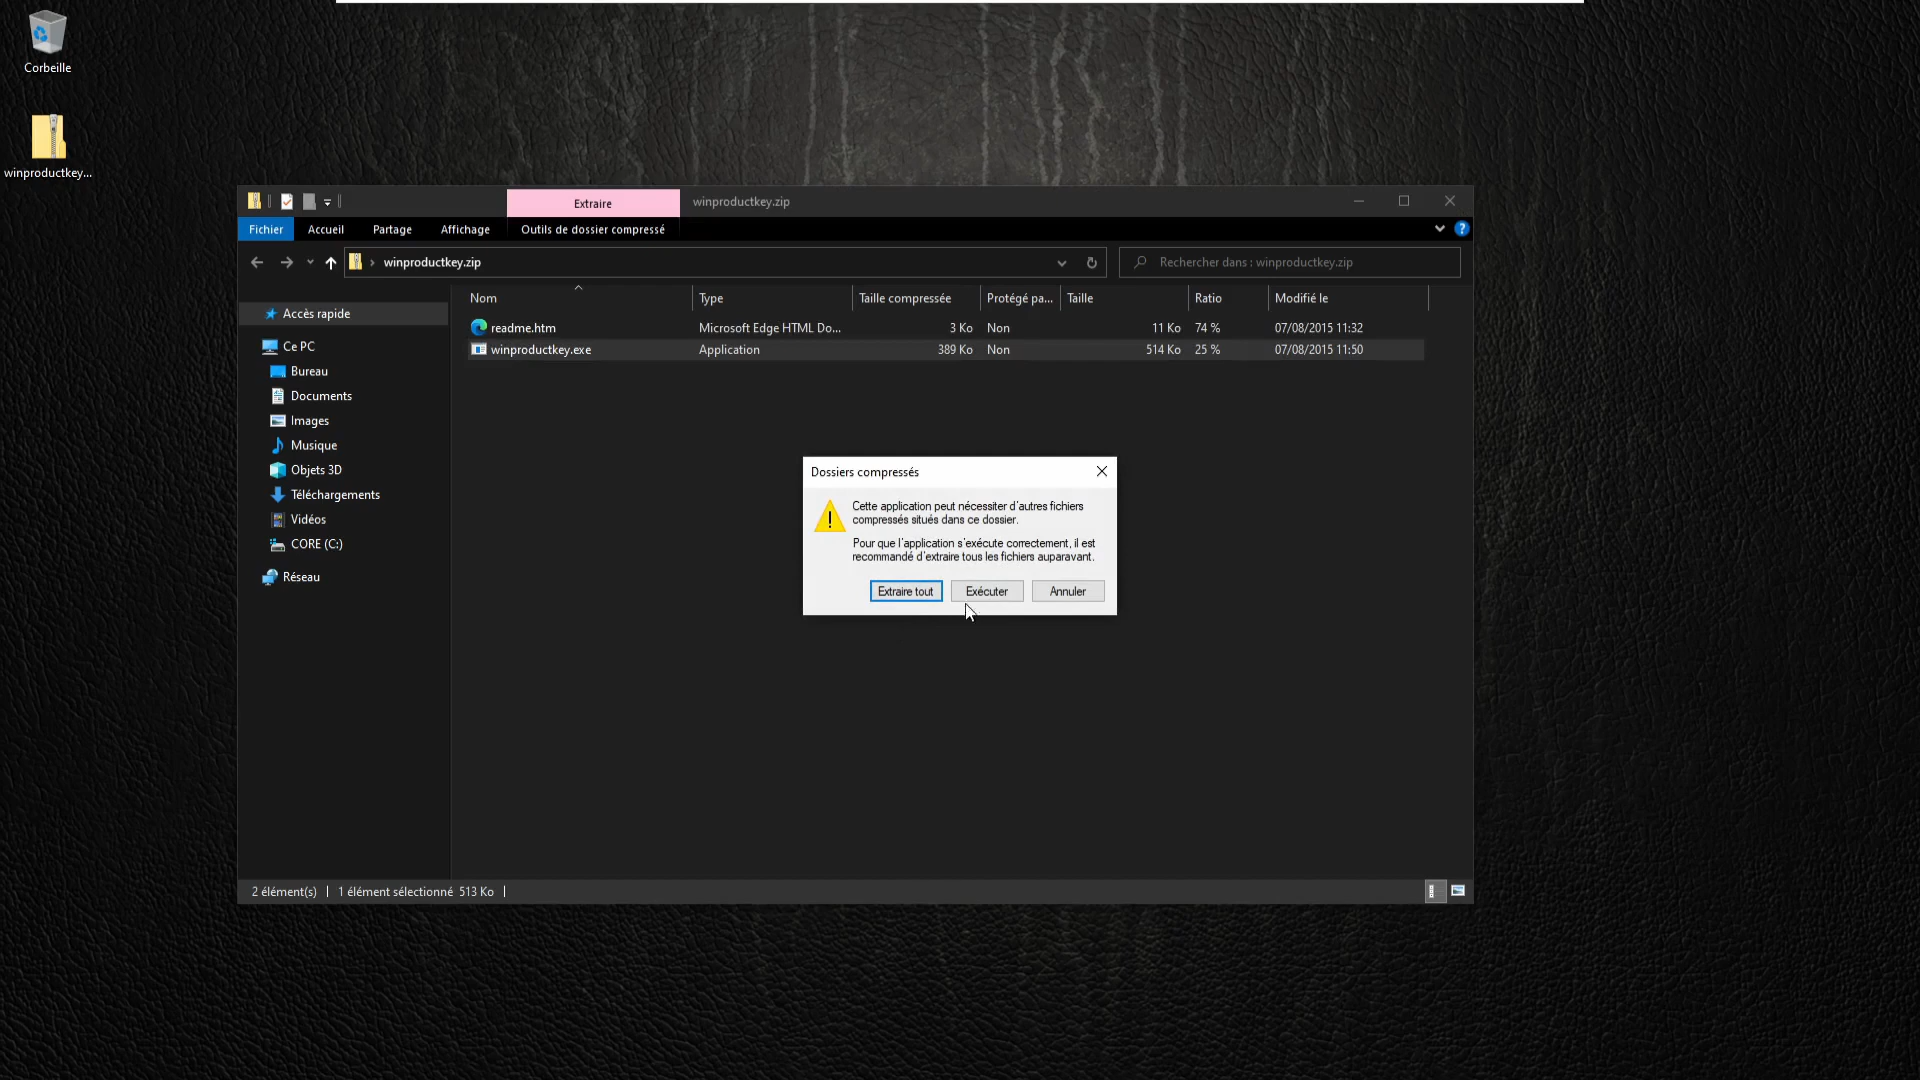 Corbeille
winproductkey...
Extraire
winproductkey.zip
Fichier
Accueil
Partage
Affichage
Outils de dossier compressé
winproductkey.zip
Rechercher dans : winproductkey.zip
Nom
Type
Taille compressée
Protégé pa...
Taille
Ratio
Modifié le
readme.htm
Microsoft Edge HTML Do...
3 Ko
Non
11 Ko
74 %
07/08/2015 11:32
winproductkey.exe
Application
389 Ko
Non
514 Ko
25 %
07/08/2015 11:50
Accès rapide
Ce PC
Bureau
Documents
Images
Musique
Objets 3D
Téléchargements
Vidéos
CORE (C:)
Réseau
Dossiers compressés
Cette application peut nécessiter d'autres fichiers
compressés situés dans ce dossier.
Pour que l'application s'exécute correctement, il est
recommandé d'extraire tous les fichiers auparavant.
Extraire tout
Exécuter
Annuler
2 élément(s)
1 élément sélectionné 513 Ko